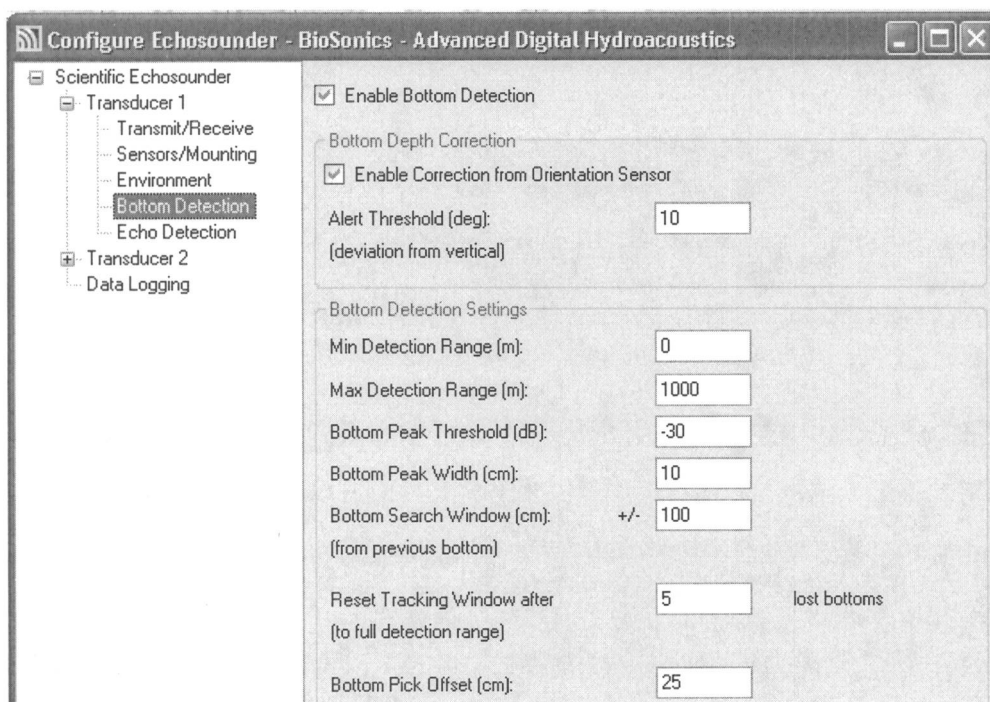 Configure Echosounder - BioSonics - Advanced Digital Hydroacoustics
Scientific Echosounder
Transducer 1
Transmit/Receive
Sensors/Mounting
Environment
Bottom Detection
Echo Detection
Transducer 2
Data Logging
Enable Bottom Detection
Bottom Depth Correction
Enable Correction from Orientation Sensor
Alert Threshold (deg): 10
(deviation from vertical)
Bottom Detection Settings
Min Detection Range (m): 0
Max Detection Range (m): 1000
Bottom Peak Threshold (dB): -30
Bottom Peak Width (cm): 10
Bottom Search Window (cm): +/- 100
(from previous bottom)
Reset Tracking Window after 5 lost bottoms
(to full detection range)
Bottom Pick Offset (cm): 25